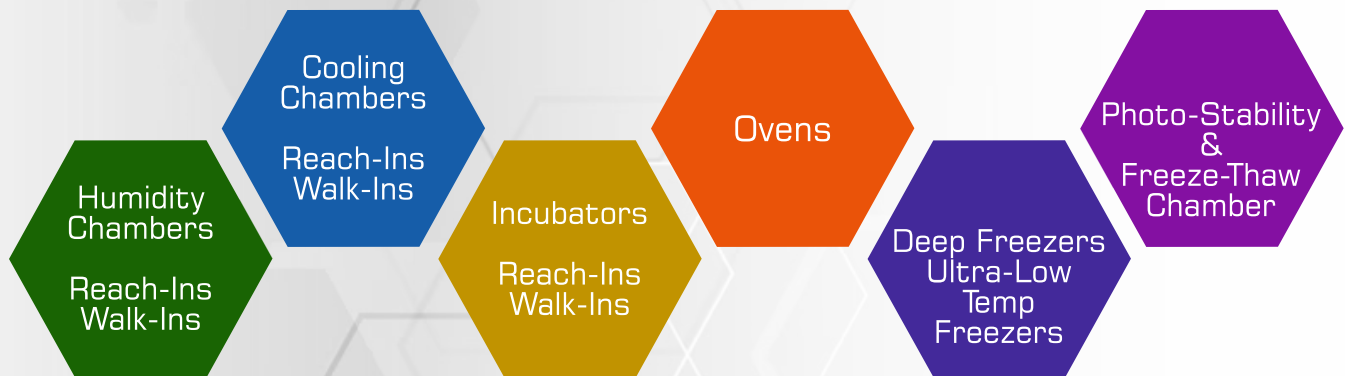 Humidity
Chambers
Reach-Ins
Walk-Ins
Cooling
Chambers
Reach-Ins
Walk-Ins
Incubators
Reach-Ins
Walk-Ins
Ovens
Deep Freezers
Ultra-Low
Temp
Freezers
Photo-Stability
&
Freeze-Thaw
Chamber